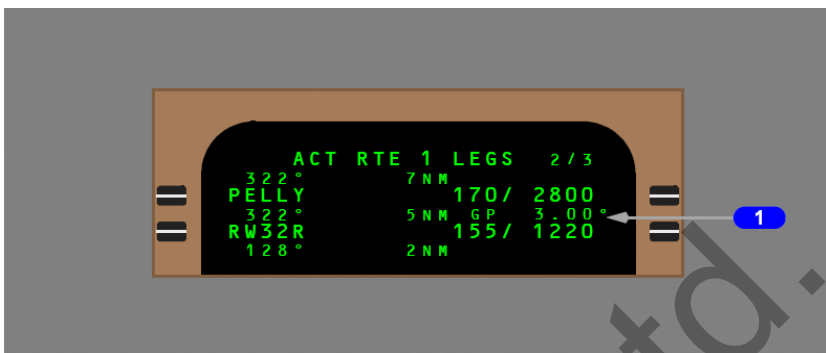 ACT RTE 1 LEGS 2/3
322° 7NM
PELLY 170/ 2800
322° 5NM GP 3.00° 1
RW32R 155/ 1220
128° 2NM
td.